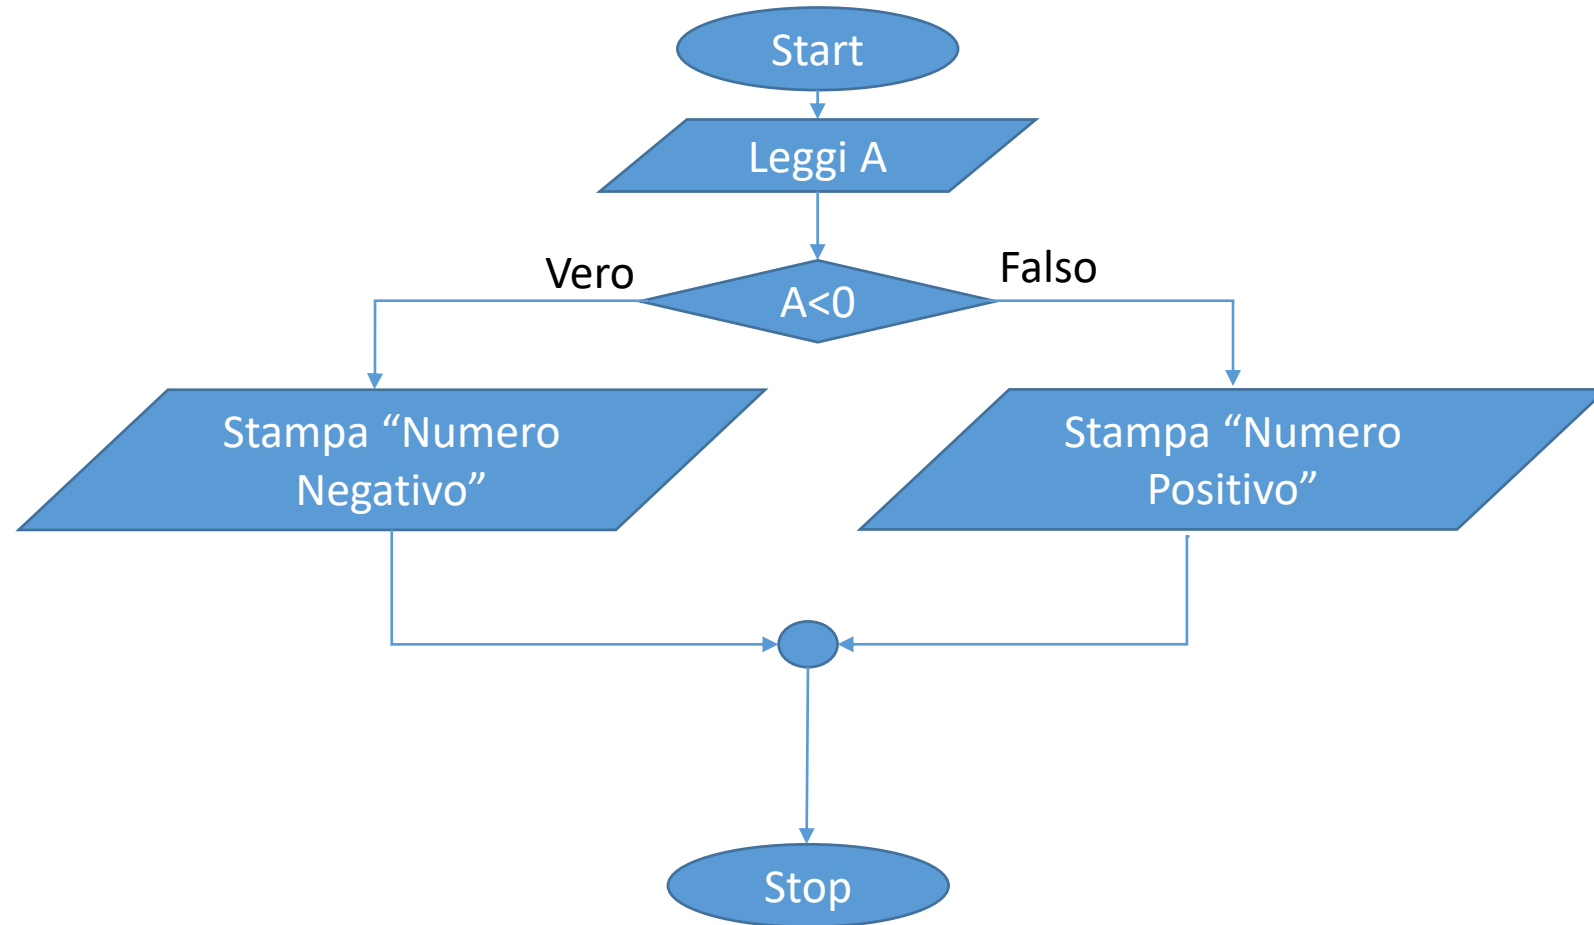 Start
Leggi A
Vero
Falso
A<0
Stampa “Numero
Negativo”
Stampa “Numero
Positivo”
Stop